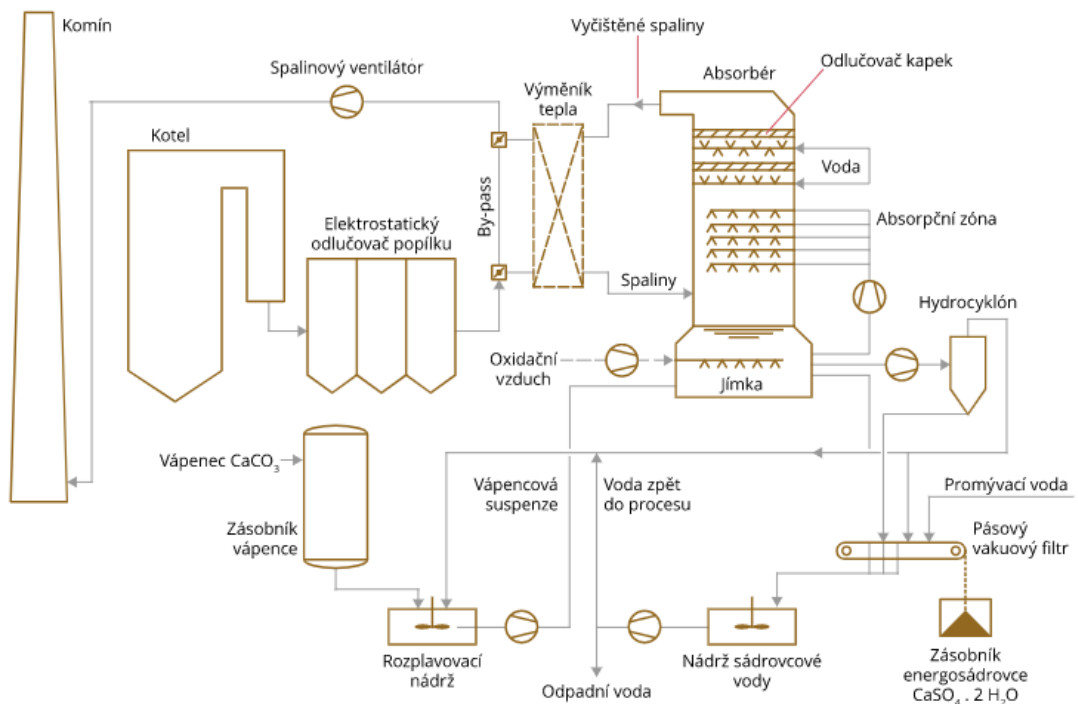 Komín
Vyčištěné spaliny
Spalinový ventilátor
Výměník
tepla
Absorbér
Odlučovač kapek
Kotel
By-pass
Voda
Elektrostatický
odlučovač popílku
Absorpční zóna
Spaliny
Hydrocyklón
Oxidační
vzduch
Jímka
Vápenec CaCO₃
Vápencová
suspenze
Voda zpět
do procesu
Promývací voda
Zásobník
vápence
Pásový
vakuový filtr
Rozplavovací
nádrž
Odpadní voda
Nádrž sádrovcové
vody
Zásobník
energosádrovce
CaSO₄ . 2 H₂O